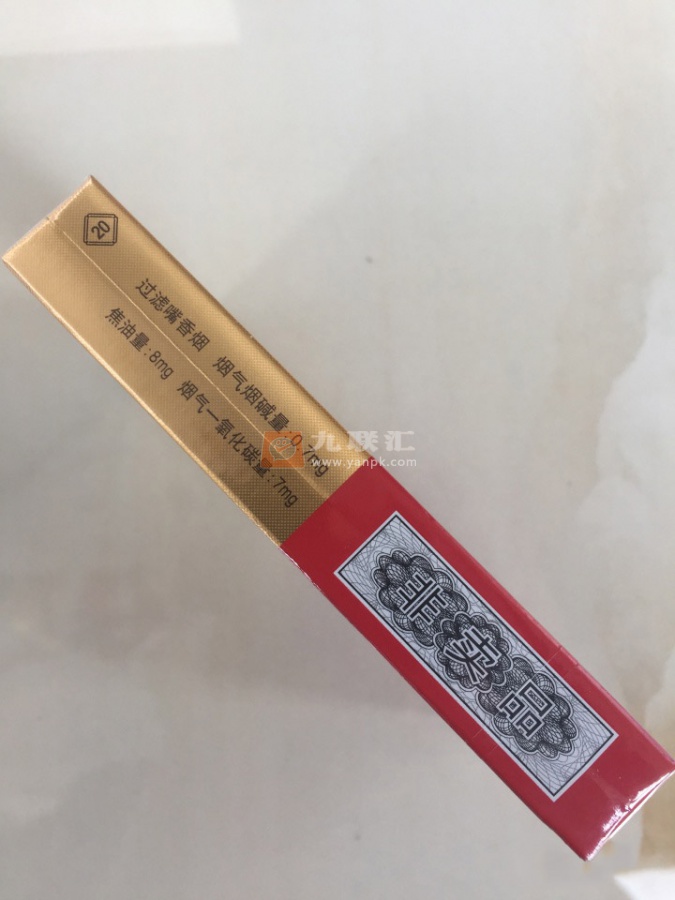 20
过滤嘴香烟 烟气烟碱量:0.7mg
焦油量:8mg 烟气一氧化碳量:7mg
九联汇
www.yanpk.com
非卖品